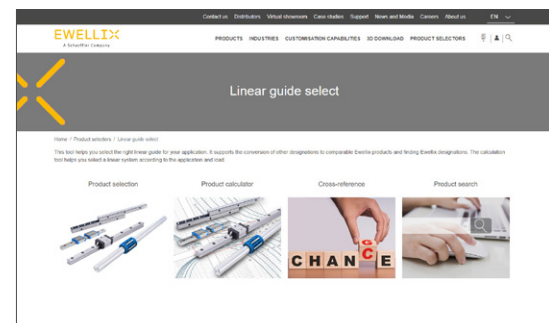 Contact us Distributors Virtual showroom Case studies Support News and Media Careers About us EN
EWELLIX
A Schaeffler Company
PRODUCTS INDUSTRIES CUSTOMISATION CAPABILITIES 3D DOWNLOAD PRODUCT SELECTORS
Linear guide select
Home / Product selectors / Linear guide select
This tool helps you select the right linear guide for your application. It supports the conversion of other designations to comparable Ewellix products and finding Ewellix designations. The calculation
tool helps you select a linear system according to the application and load.
Product selection Product calculator Cross-reference Product search
G
CHANCE